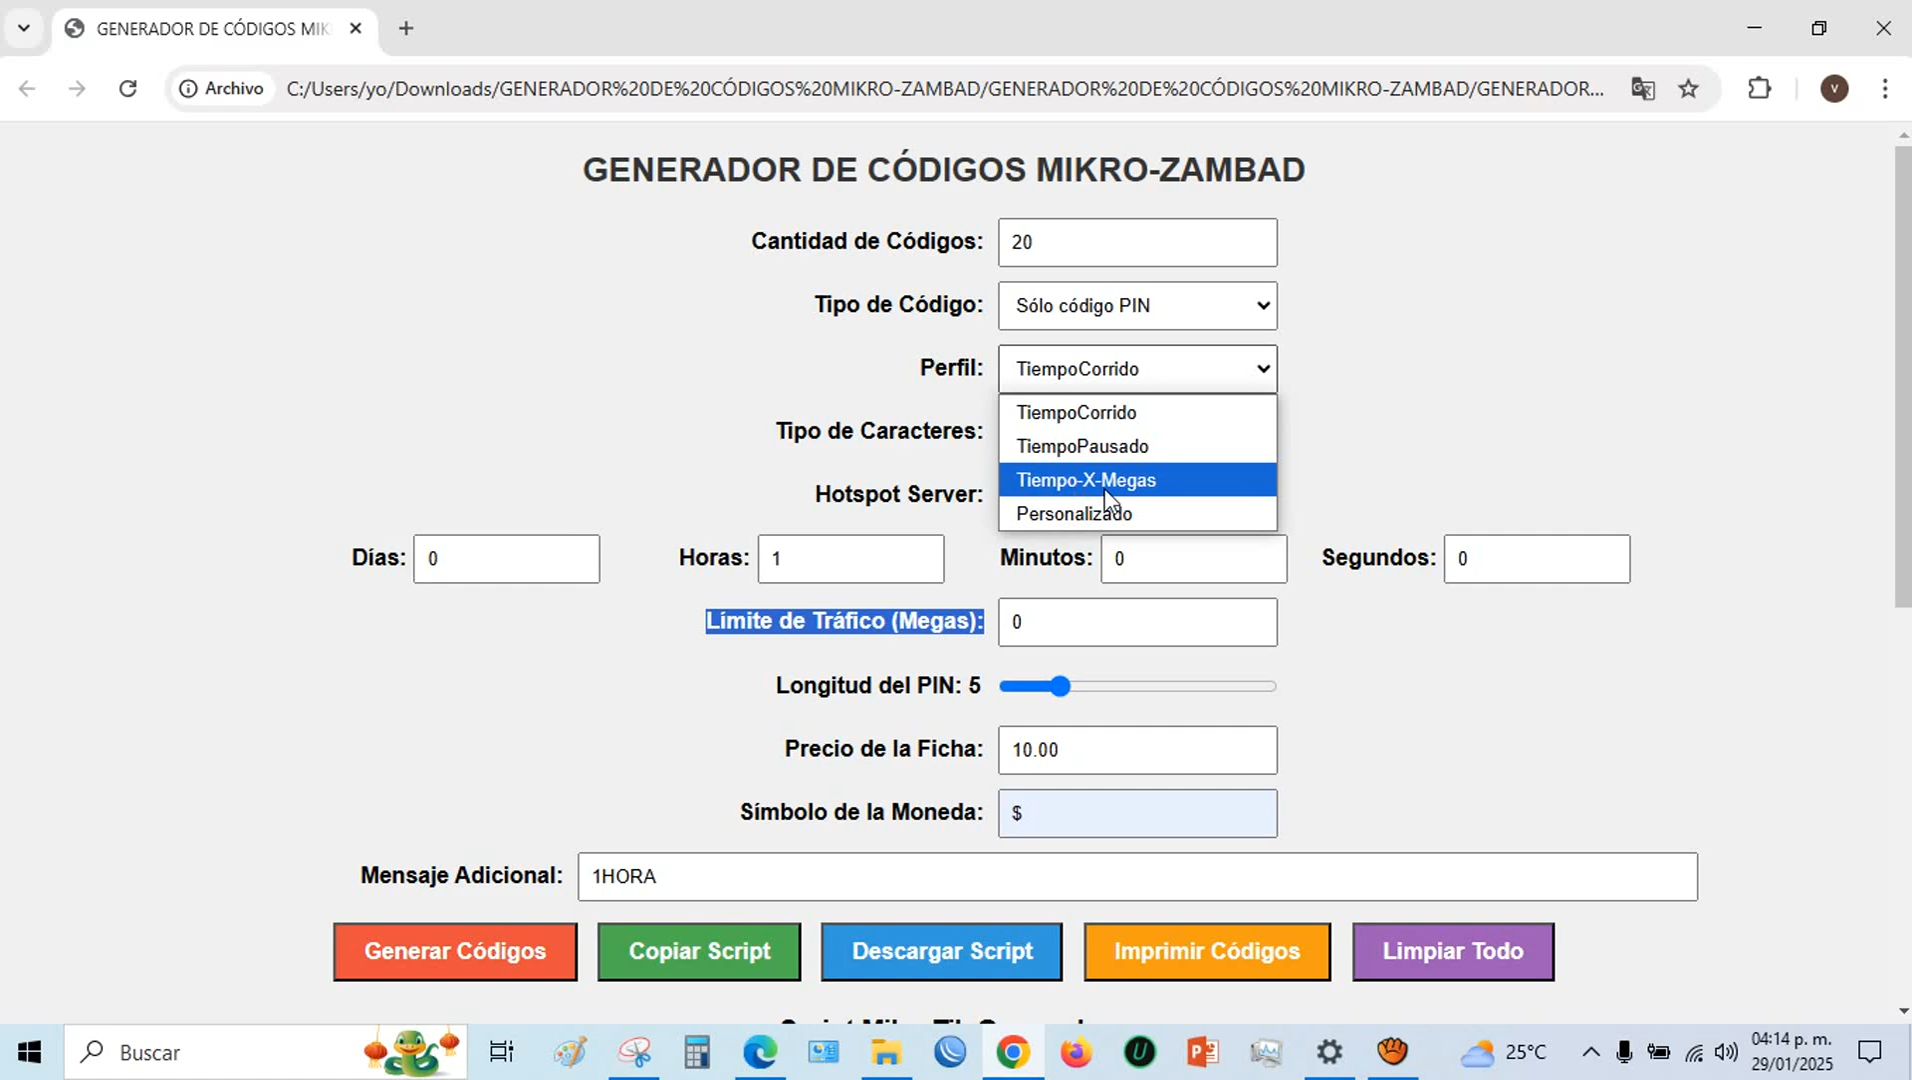 GENERADOR DE CÓDIGOS MIK
Archivo C:/Users/yo/Downloads/GENERADOR%20DE%20CÓDIGOS%20MIKRO-ZAMBAD/GENERADOR%20DE%20CÓDIGOS%20MIKRO-ZAMBAD/GENERADOR... V
GENERADOR DE CÓDIGOS MIKRO-ZAMBAD
Cantidad de Códigos: 20
Tipo de Código: Sólo código PIN
Perfil: TiempoCorrido
TiempoCorrido
Tipo de Caracteres:
TiempoPausado
Tiempo-X-Megas
Hotspot Server:
Personalizado
Días: 0 Horas: 1 Minutos: 0 Segundos: 0
Límite de Tráfico (Megas): 0
Longitud del PIN: 5
Precio de la Ficha: 10.00
Símbolo de la Moneda: $
Mensaje Adicional: 1HORA
Generar Códigos Copiar Script Descargar Script Imprimir Códigos Limpiar Todo
Buscar 25°C 04:14 p. m.
29/01/2025